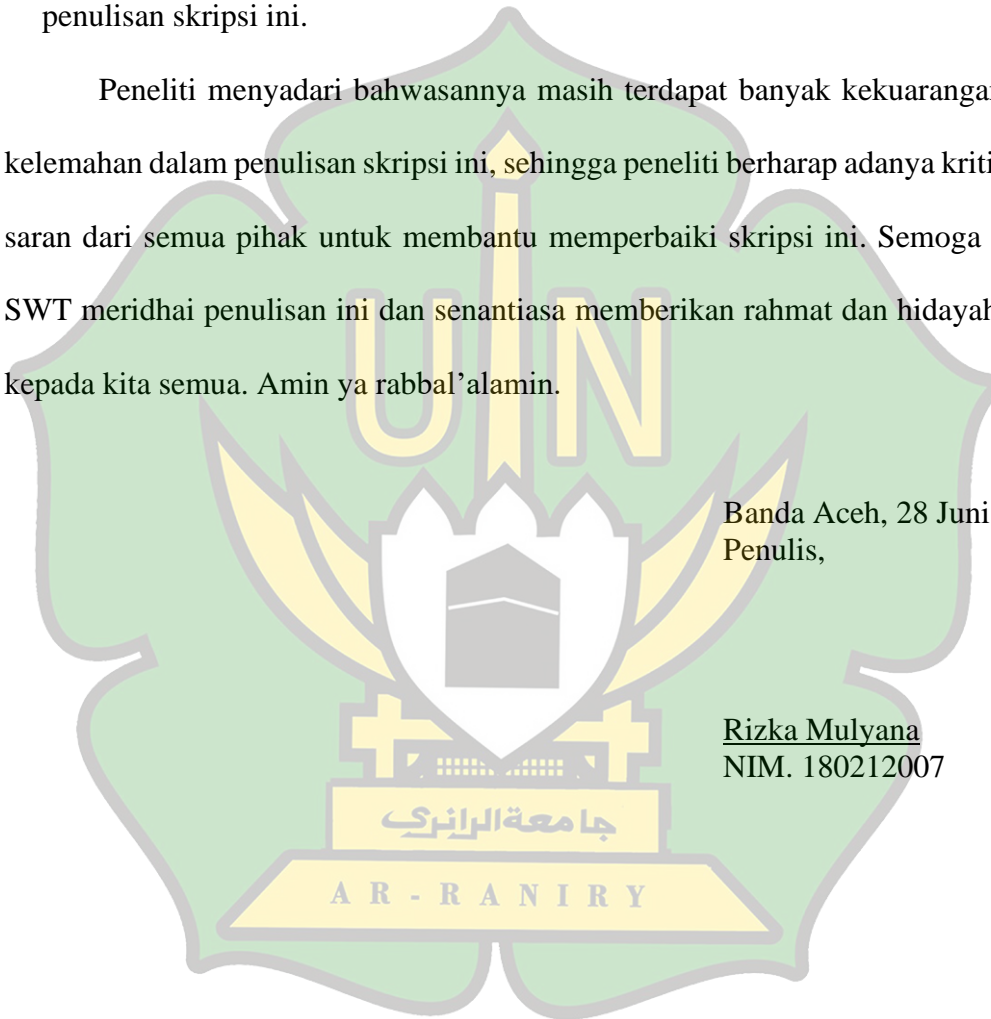 penulisan skripsi ini.
Peneliti menyadari bahwasannya masih terdapat banyak kekuarangan
kelemahan dalam penulisan skripsi ini, sehingga peneliti berharap adanya kriti
saran dari semua pihak untuk membantu memperbaiki skripsi ini. Semoga
SWT meridhai penulisan ini dan senantiasa memberikan rahmat dan hidayah
kepada kita semua. Amin ya rabbal’alamin.
UIN
Banda Aceh, 28 Juni
Penulis,
Rizka Mulyana
NIM. 180212007
جامعة الرانري
AR-RANIRY